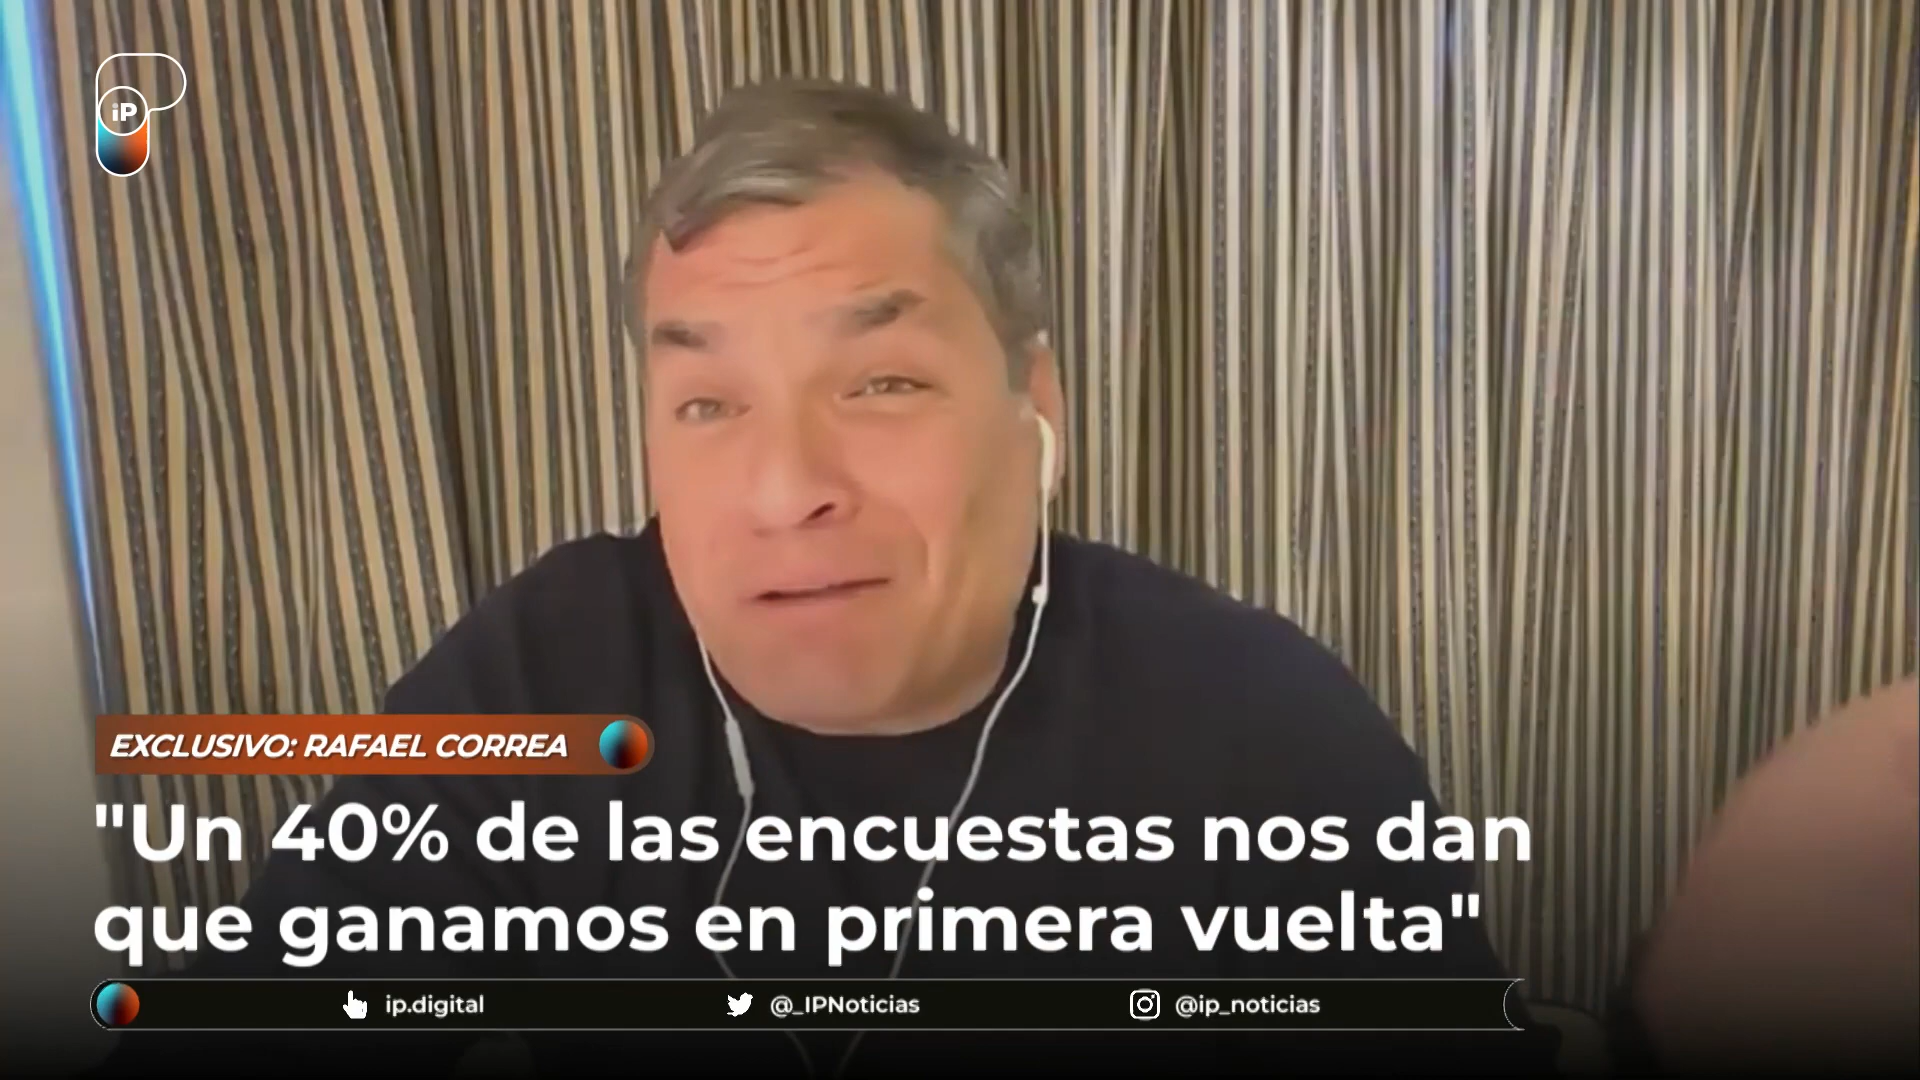 iP
EXCLUSIVO: RAFAEL CORREA
"Un 40% de las encuestas nos dan
que ganamos en primera vuelta"
ip.digital @_IPNoticias @ip_noticias